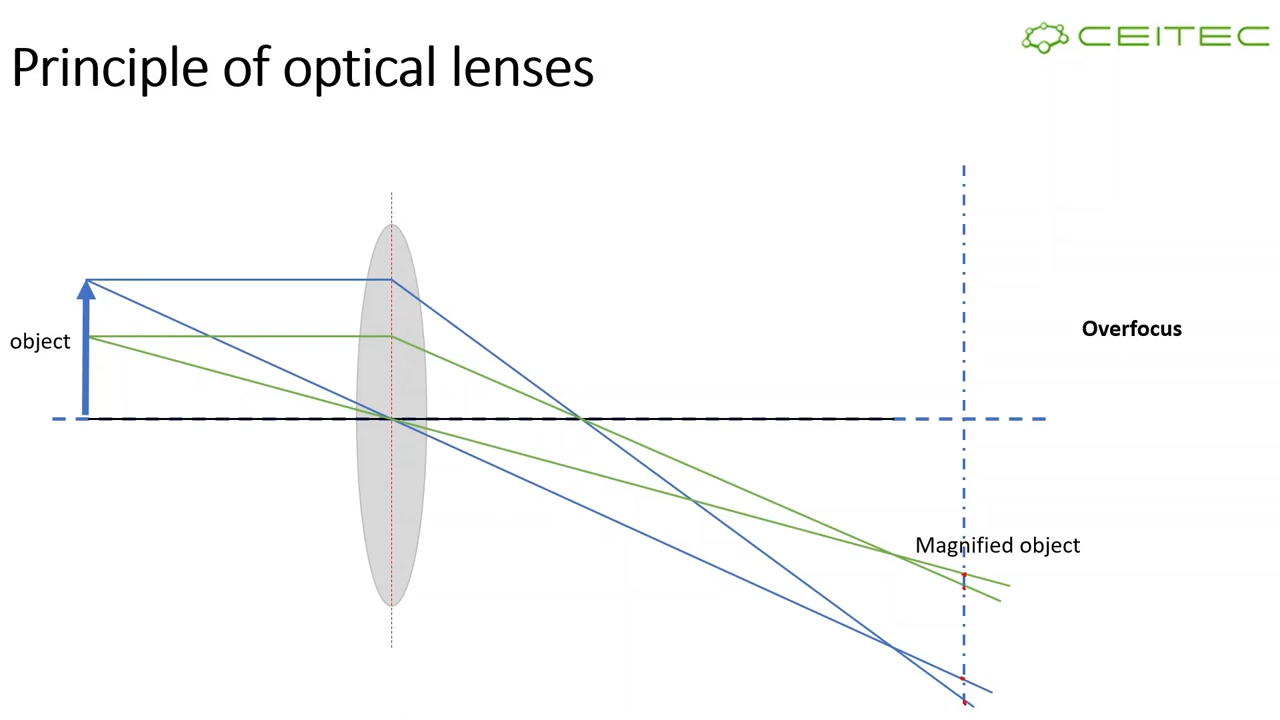 CEITEC
Principle of optical lenses
Overfocus
object
Magnified object